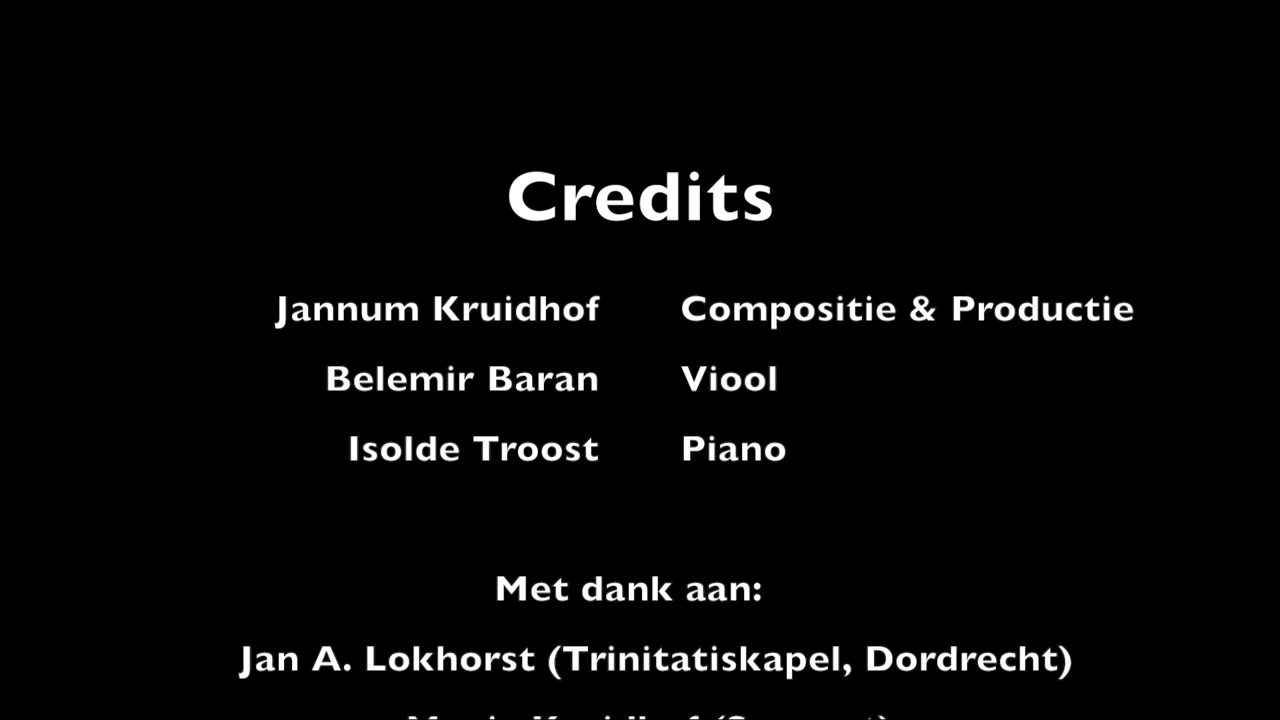 Credits
Jannum Kruidhof Compositie & Productie
Belemir Baran Viool
Isolde Troost Piano
Met dank aan:
Jan A. Lokhorst (Trinitatiskapel, Dordrecht)